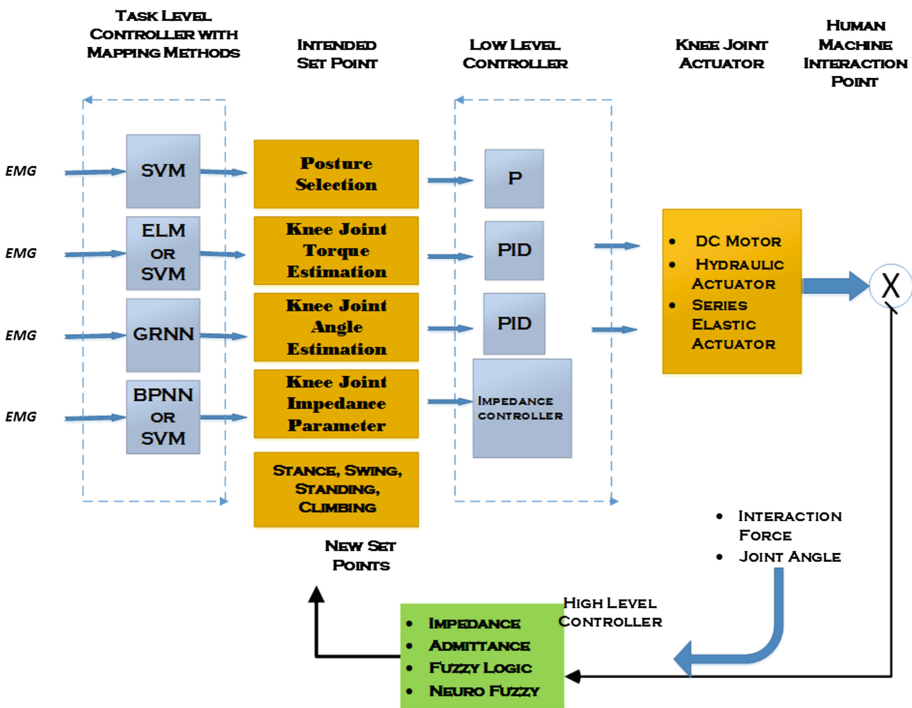 TASK LEVEL
CONTROLLER WITH
MAPPING METHODS
INTENDED
SET POINT
LOW LEVEL
CONTROLLER
KNEE JOINT
ACTUATOR
HUMAN
MACHINE
INTERACTION
POINT
EMG
SVM
Posture
Selection
P
EMG
ELM
OR
SVM
Knee Joint
Torque
Estimation
PID
• DC MOTOR
• HYDRAULIC
ACTUATOR
• SERIES
ELASTIC
ACTUATOR
X
EMG
GRNN
Knee Joint
Angle
Estimation
PID
EMG
BPNN
OR
SVM
Knee Joint
Impedance
Parameter
IMPEDANCE
CONTROLLER
STANCE, SWING,
STANDING,
CLIMBING
NEW SET
POINTS
• INTERACTION
FORCE
• JOINT ANGLE
HIGH LEVEL
CONTROLLER
• IMPEDANCE
• ADMITTANCE
• FUZZY LOGIC
• NEURO FUZZY